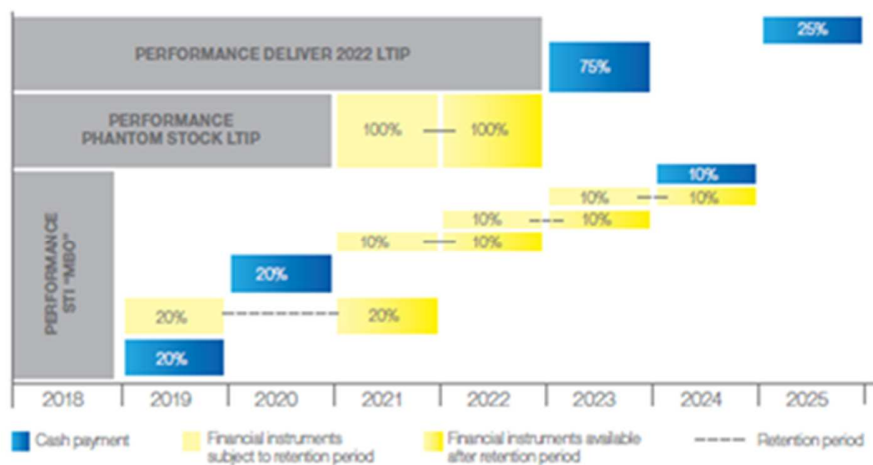 PERFORMANCE DELIVER 2022 LTIP
25%
75%
PERFORMANCE
PHANTOM STOCK LTIP
100% 100%
10%
10% 10%
10% 10%
10% 10%
PERFORMANCE
STI "MBO"
20%
20% 20%
20%
2018 2019 2020 2021 2022 2023 2024 2025
Cash payment
Financial instruments
subject to retention period
Financial instruments available
after retention period
Retention period